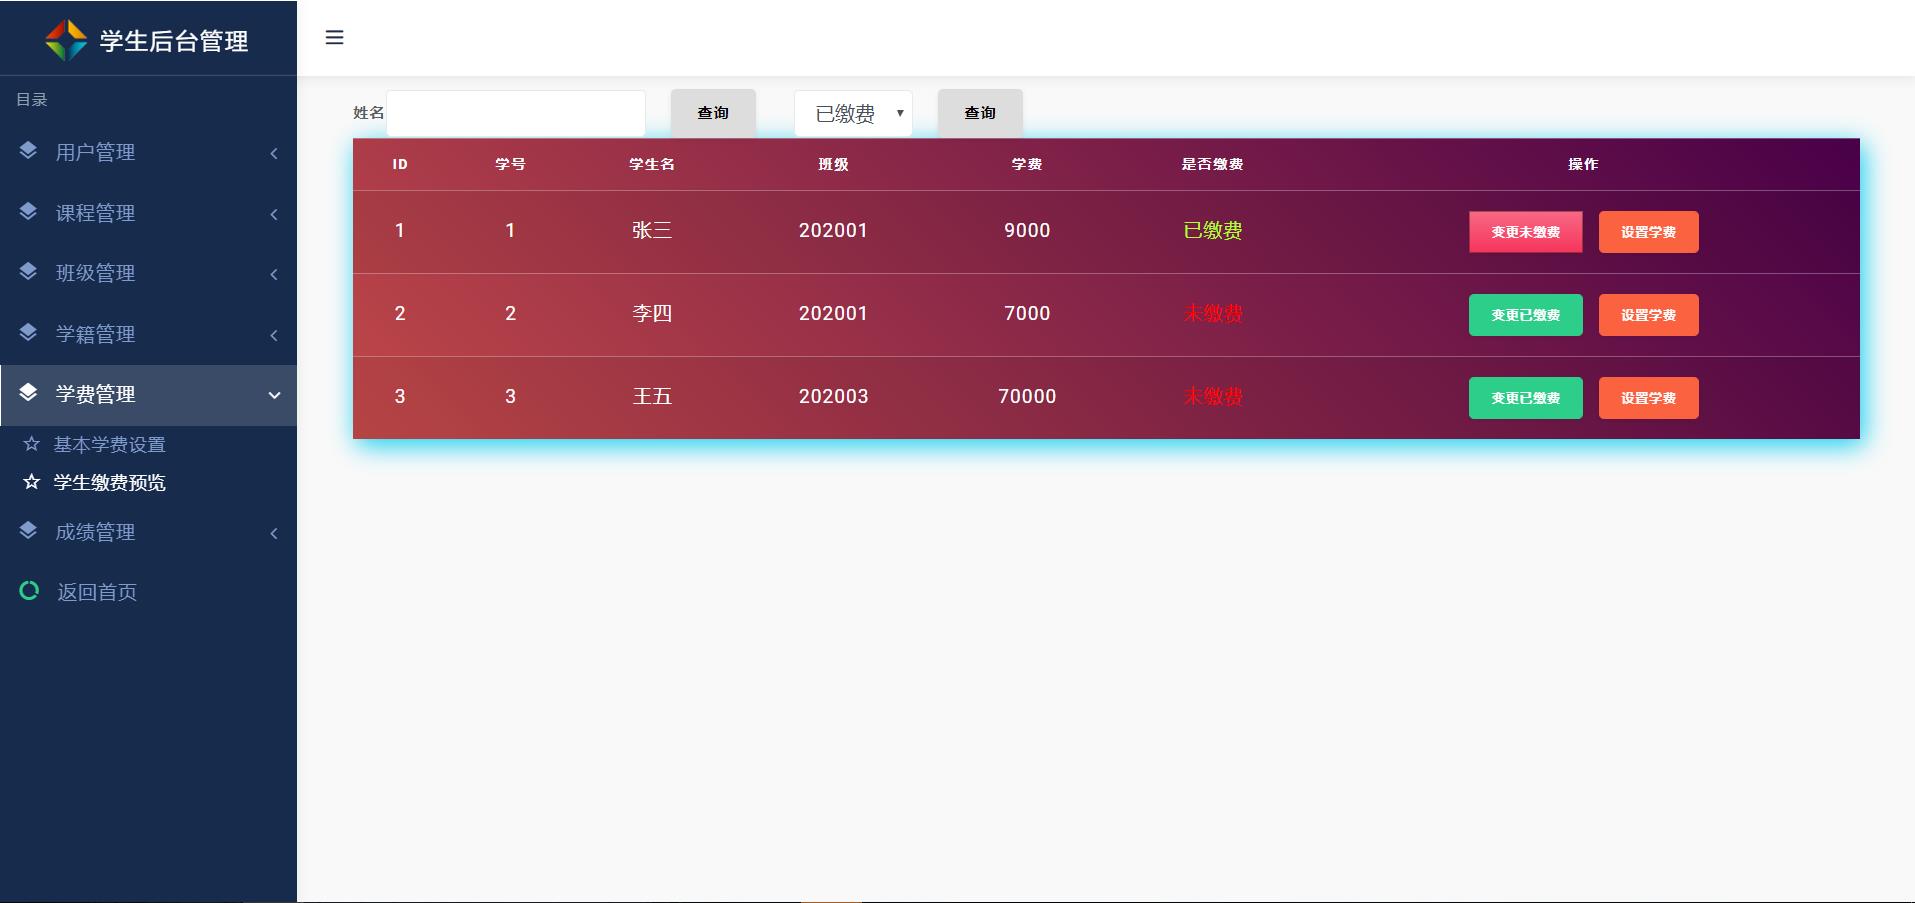 学生后台管理
目录
用户管理
课程管理
班级管理
学籍管理
学费管理
基本学费设置
学生缴费预览
成绩管理
返回首页
姓名 查询 已缴费 查询
ID 学号 学生名 班级 学费 是否缴费 操作
1 1 张三 202001 9000 已缴费 变更未缴费 设置学费
2 2 李四 202001 7000 未缴费 变更已缴费 设置学费
3 3 王五 202003 70000 未缴费 变更已缴费 设置学费